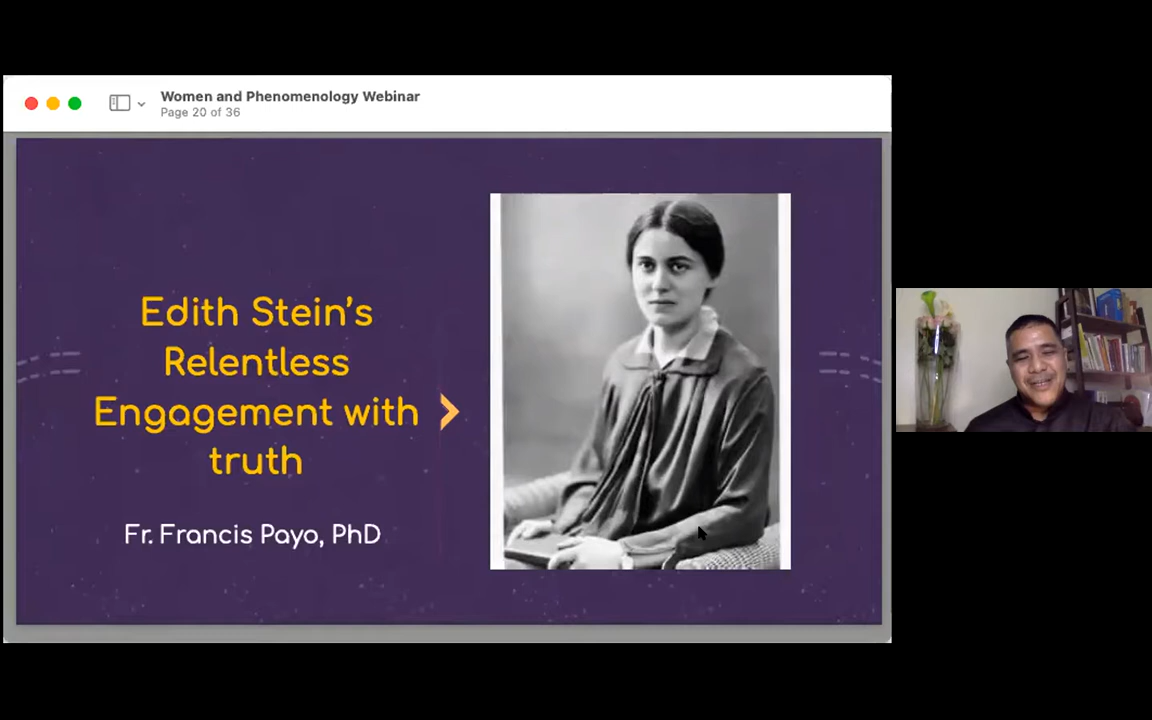 Women and Phenomenology Webinar
Page 20 of 36
Edith Stein's
Relentless
Engagement with
truth
Fr. Francis Payo, PhD